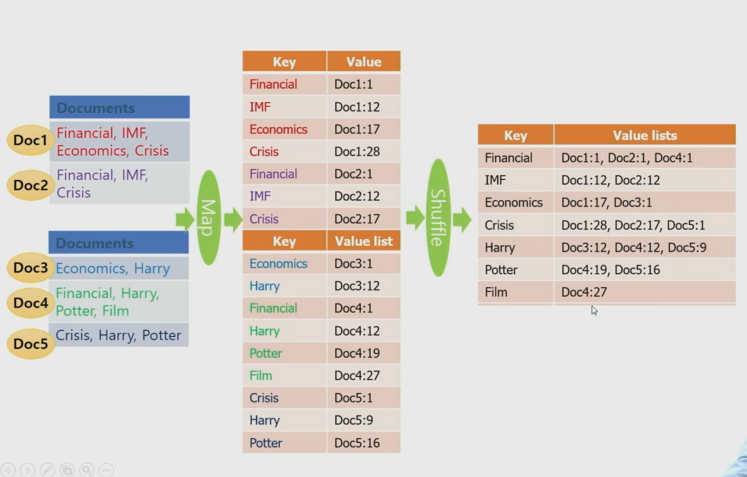 Documents
Doc1
Financial, IMF,
Economics, Crisis
Doc2
Financial, IMF,
Crisis
Documents
Doc3
Economics, Harry
Doc4
Financial, Harry,
Potter, Film
Doc5
Crisis, Harry, Potter
Map
Key Value
Financial Doc1:1
IMF Doc1:12
Economics Doc1:17
Crisis Doc1:28
Financial Doc2:1
IMF Doc2:12
Crisis Doc2:17
Key Value list
Economics Doc3:1
Harry Doc3:12
Financial Doc4:1
Harry Doc4:12
Potter Doc4:19
Film Doc4:27
Crisis Doc5:1
Harry Doc5:9
Potter Doc5:16
Shuffle
Key Value lists
Financial Doc1:1, Doc2:1, Doc4:1
IMF Doc1:12, Doc2:12
Economics Doc1:17, Doc3:1
Crisis Doc1:28, Doc2:17, Doc5:1
Harry Doc3:12, Doc4:12, Doc5:9
Potter Doc4:19, Doc5:16
Film Doc4:27